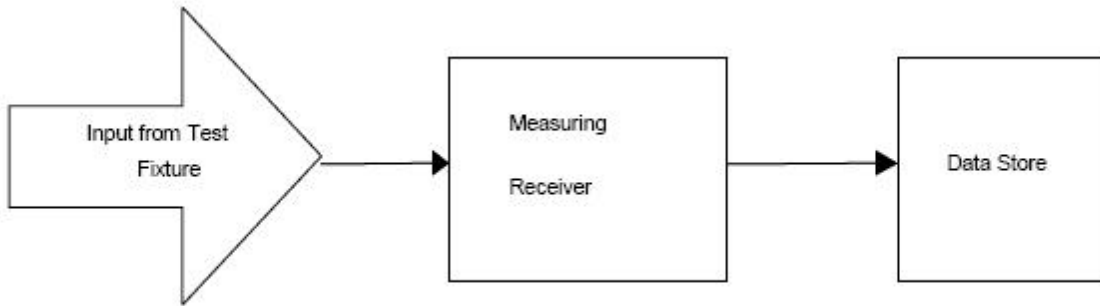 Input from Test
Fixture
Measuring
Receiver
Data Store